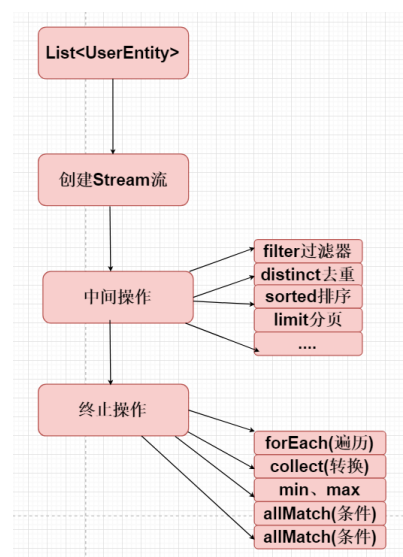 List<UserEntity>
创建Stream流
中间操作
filter过滤器
distinct去重
sorted排序
limit分页
....
终止操作
forEach(遍历)
collect(转换)
min、max
allMatch(条件)
allMatch(条件)